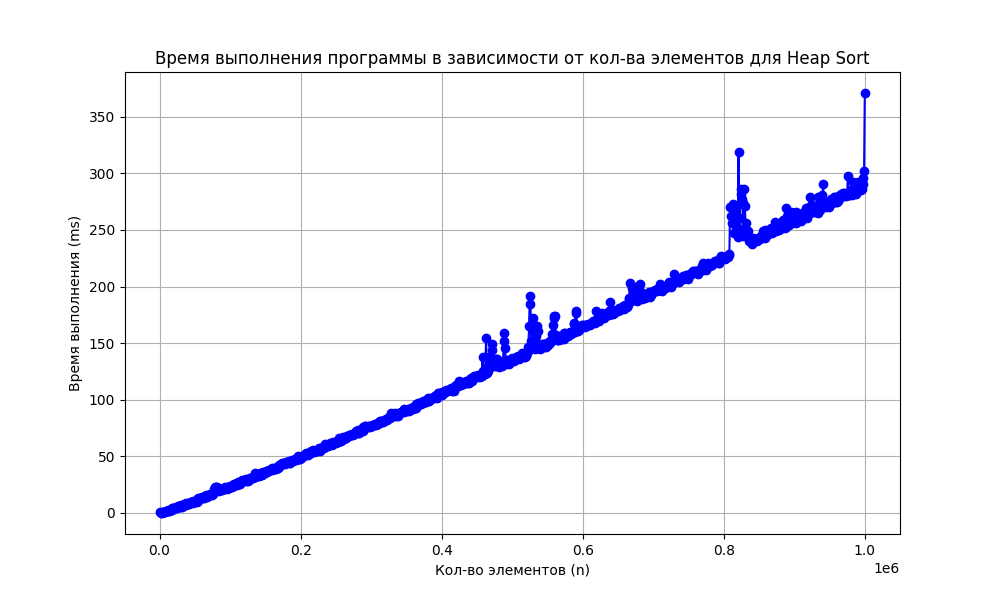 Время выполнения программы в зависимости от кол-ва элементов для Heap Sort
350
300
250
200
150
100
50
0
Время выполнения (ms)
0.0 0.2 0.4 0.6 0.8 1.0
1e6
Кол-во элементов (n)